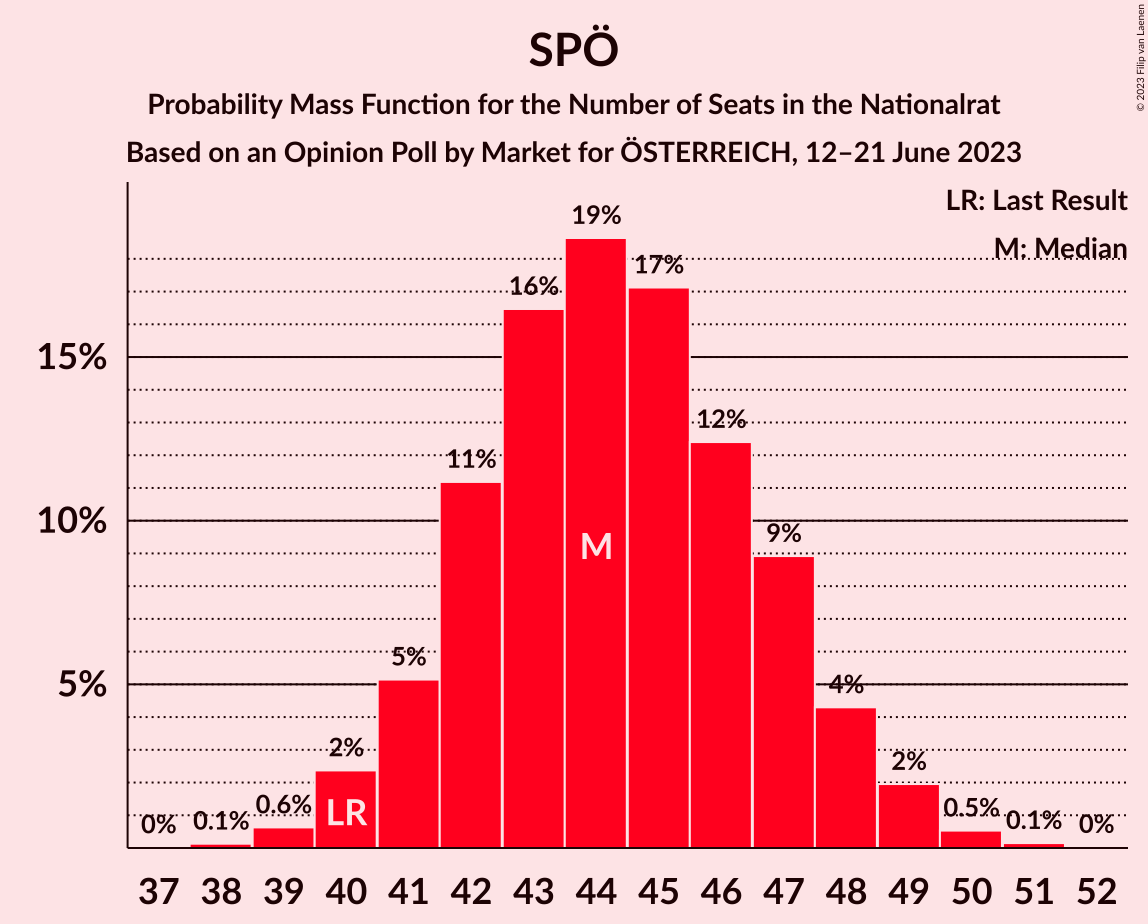 SPÖ
Probability Mass Function for the Number of Seats in the Nationalrat
Based on an Opinion Poll by Market for ÖSTERREICH, 12–21 June 2023
© 2023 Filip van Laenen
LR: Last Result
M: Median
15%
10%
5%
0%
0.1%
0.6%
2%
5%
11%
16%
19%
17%
12%
9%
4%
2%
0.5%
0.1%
0%
LR
M
37 38 39 40 41 42 43 44 45 46 47 48 49 50 51 52